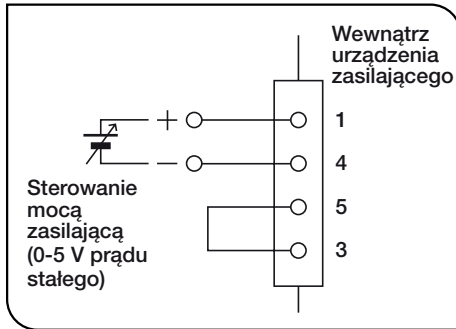 Wewnątrz
urządzenia
zasilającego
+
1
–
4
Sterowanie
mocą
zasilającą
(0-5 V prądu
stałego)
5
3